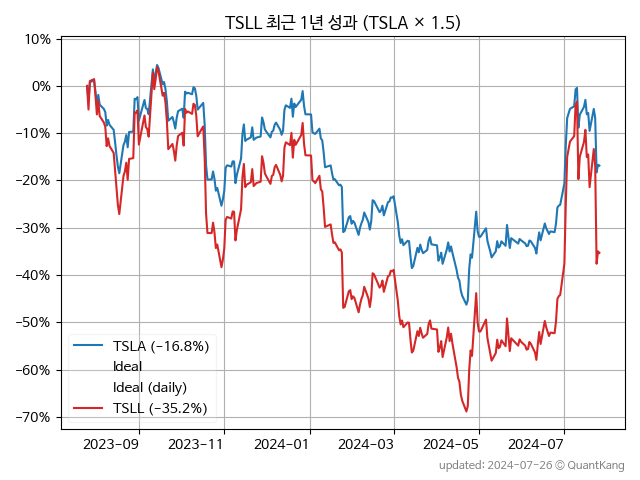 TSLL 최근 1년 성과 (TSLA × 1.5)
10%
0%
−10%
−20%
−30%
−40%
−50%
−60%
−70%
TSLA (−16.8%)
Ideal
Ideal (daily)
TSLL (−35.2%)
2023−09
2023−11
2024−01
2024−03
2024−05
2024−07
updated: 2024-07-26 © QuantKang